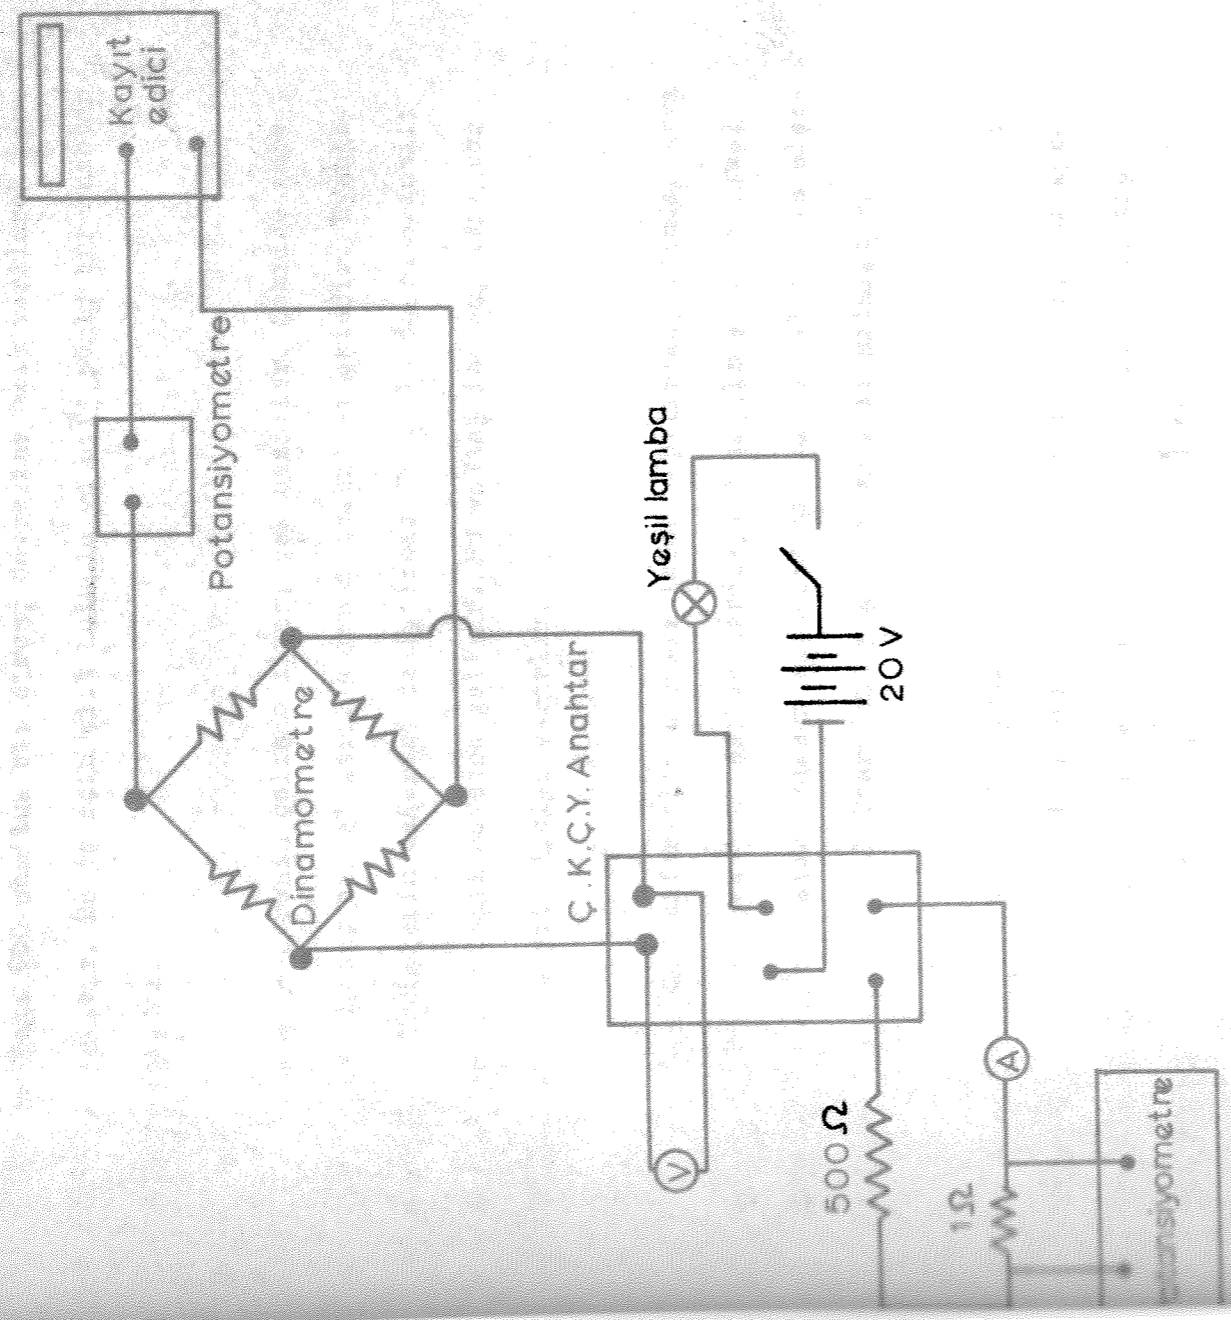 Kayıt
edici
Potansiyometre
Dinamometre
Yeşil lamba
20 V
Ç.K.Ç.Y. Anahtar
V
500 Ω
A
1 Ω